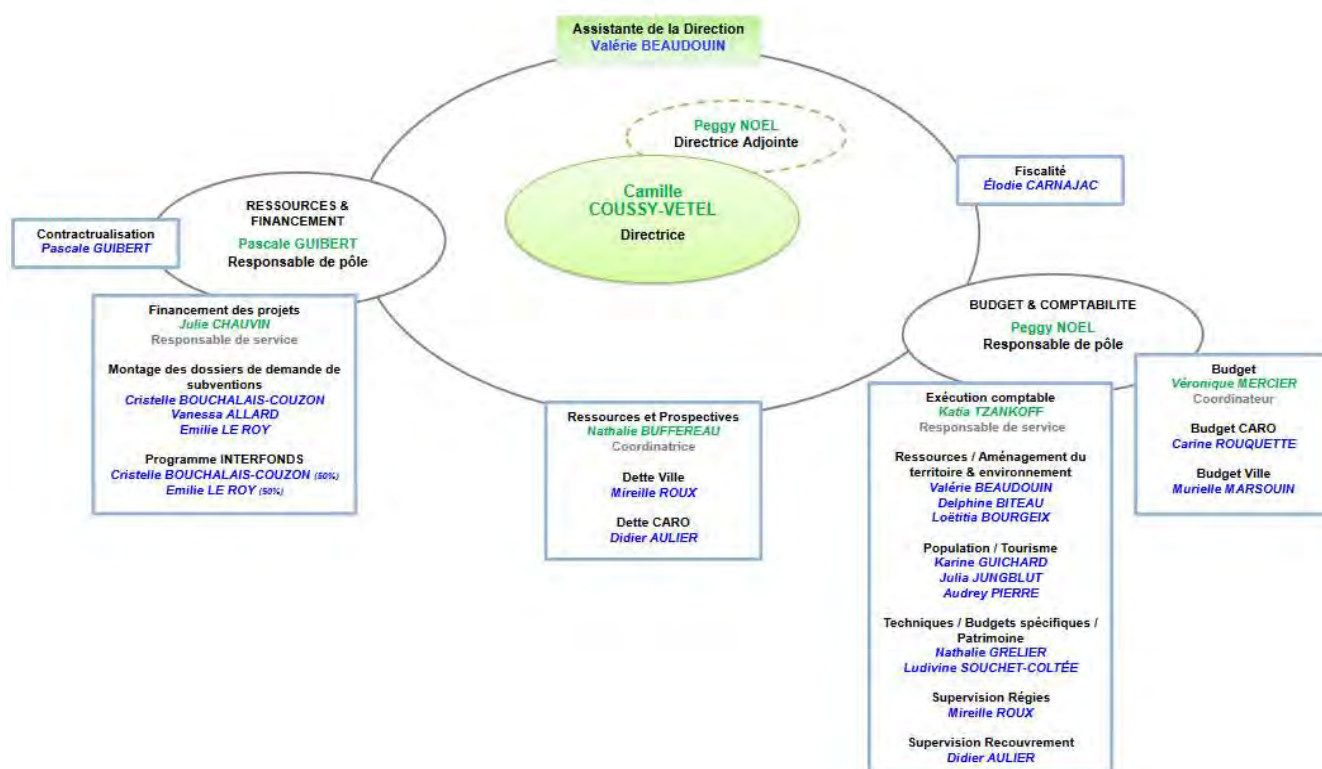 Assistante de la Direction
Valérie BEAUDOUIN
Peggy NOEL
Directrice Adjointe
Camille
COUSSY-VETEL
Directrice
Fiscalité
Élodie CARNAJAC
RESSOURCES &
FINANCEMENT
Pascale GUIBERT
Responsable de pôle
Contractrualisation
Pascale GUIBERT
Financement des projets
Julie CHAUVIN
Responsable de service
Montage des dossiers de demande de
subventions
Cristelle BOUCHALAIS-COUZON
Vanessa ALLARD
Emilie LE ROY
Programme INTERFONDS
Cristelle BOUCHALAIS-COUZON (50%)
Emilie LE ROY (50%)
Ressources et Prospectives
Nathalie BUFFEREAU
Coordinatrice
Dette Ville
Mireille ROUX
Dette CARO
Didier AULIER
BUDGET & COMPTABILITE
Peggy NOEL
Responsable de pôle
Exécution comptable
Katia TZANKOFF
Responsable de service
Ressources / Aménagement du
territoire & environnement
Valérie BEAUDOUIN
Delphine BITEAU
Loëtitia BOURGEIX
Population / Tourisme
Karine GUICHARD
Julia JUNGBLUT
Audrey PIERRE
Techniques / Budgets spécifiques /
Patrimoine
Nathalie GRELIER
Ludivine SOUCHET-COLTÉE
Supervision Régies
Mireille ROUX
Supervision Recouvrement
Didier AULIER
Budget
Véronique MERCIER
Coordinateur
Budget CARO
Carine ROUQUETTE
Budget Ville
Murielle MARSOUIN